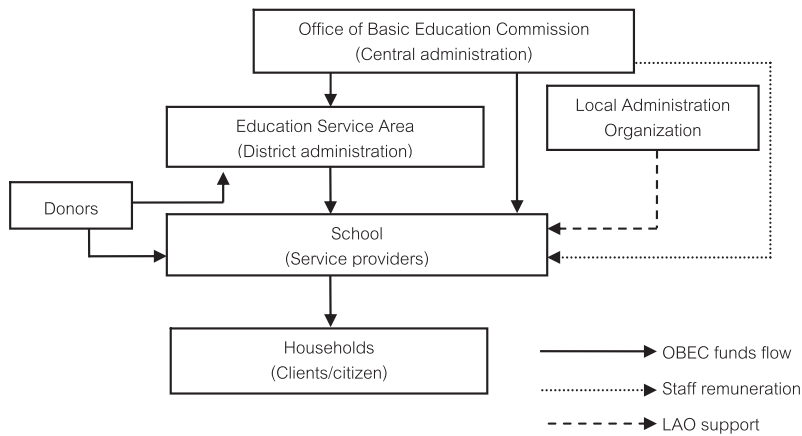 Office of Basic Education Commission
(Central administration)
Local Administration
Organization
Education Service Area
(District administration)
Donors
School
(Service providers)
Households
(Clients/citizen)
OBEC funds flow
Staff remuneration
LAO support